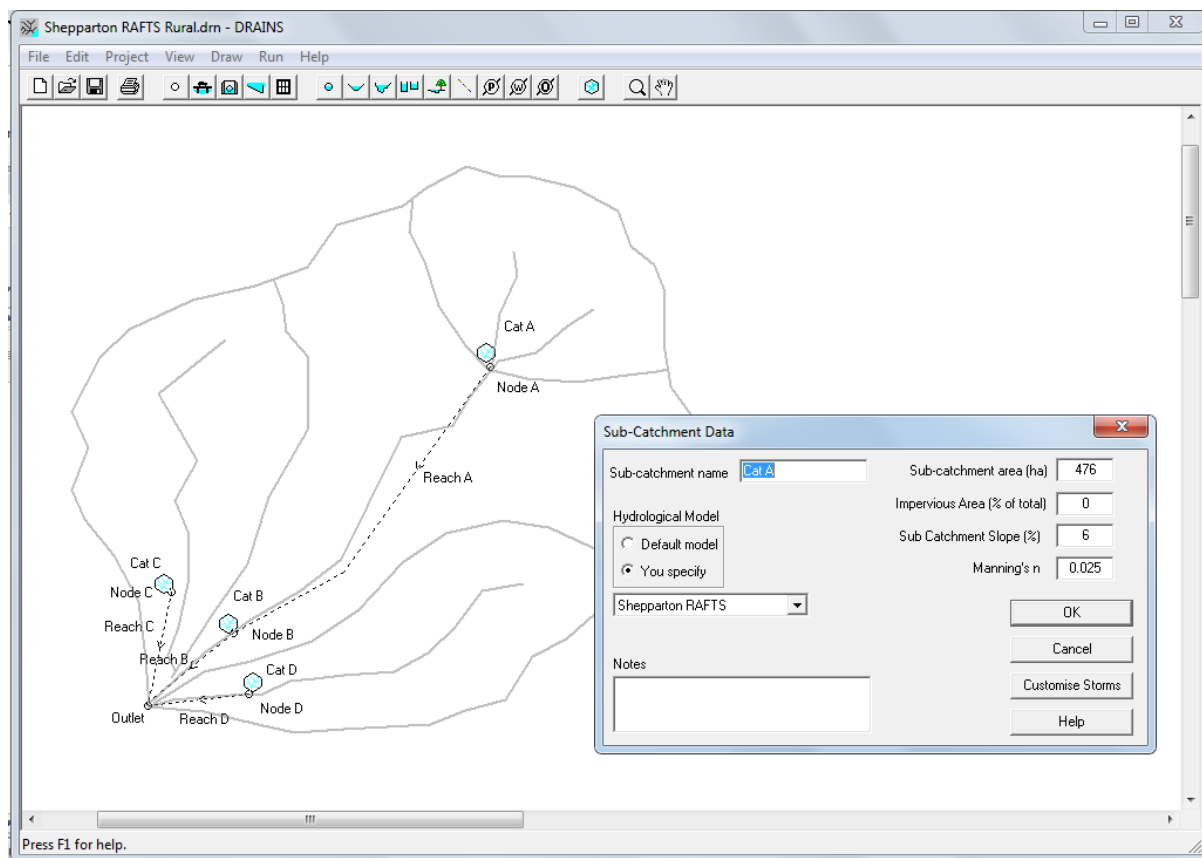 Shepparton RAFTS Rural.drn - DRAINS
File Edit Project View Draw Run Help
Cat A
Node A
Reach A
Cat C
Node C
Cat B
Reach C
Node B
Reach B
Cat D
Node D
Outlet
Reach D
Sub-Catchment Data
Sub-catchment name Cat A
Sub-catchment area (ha) 476
Impervious Area (% of total) 0
Hydrological Model
Default model
Sub Catchment Slope (%) 6
You specify
Manning's n 0.025
Shepparton RAFTS
OK
Cancel
Notes
Customise Storms
Help
Press F1 for help.